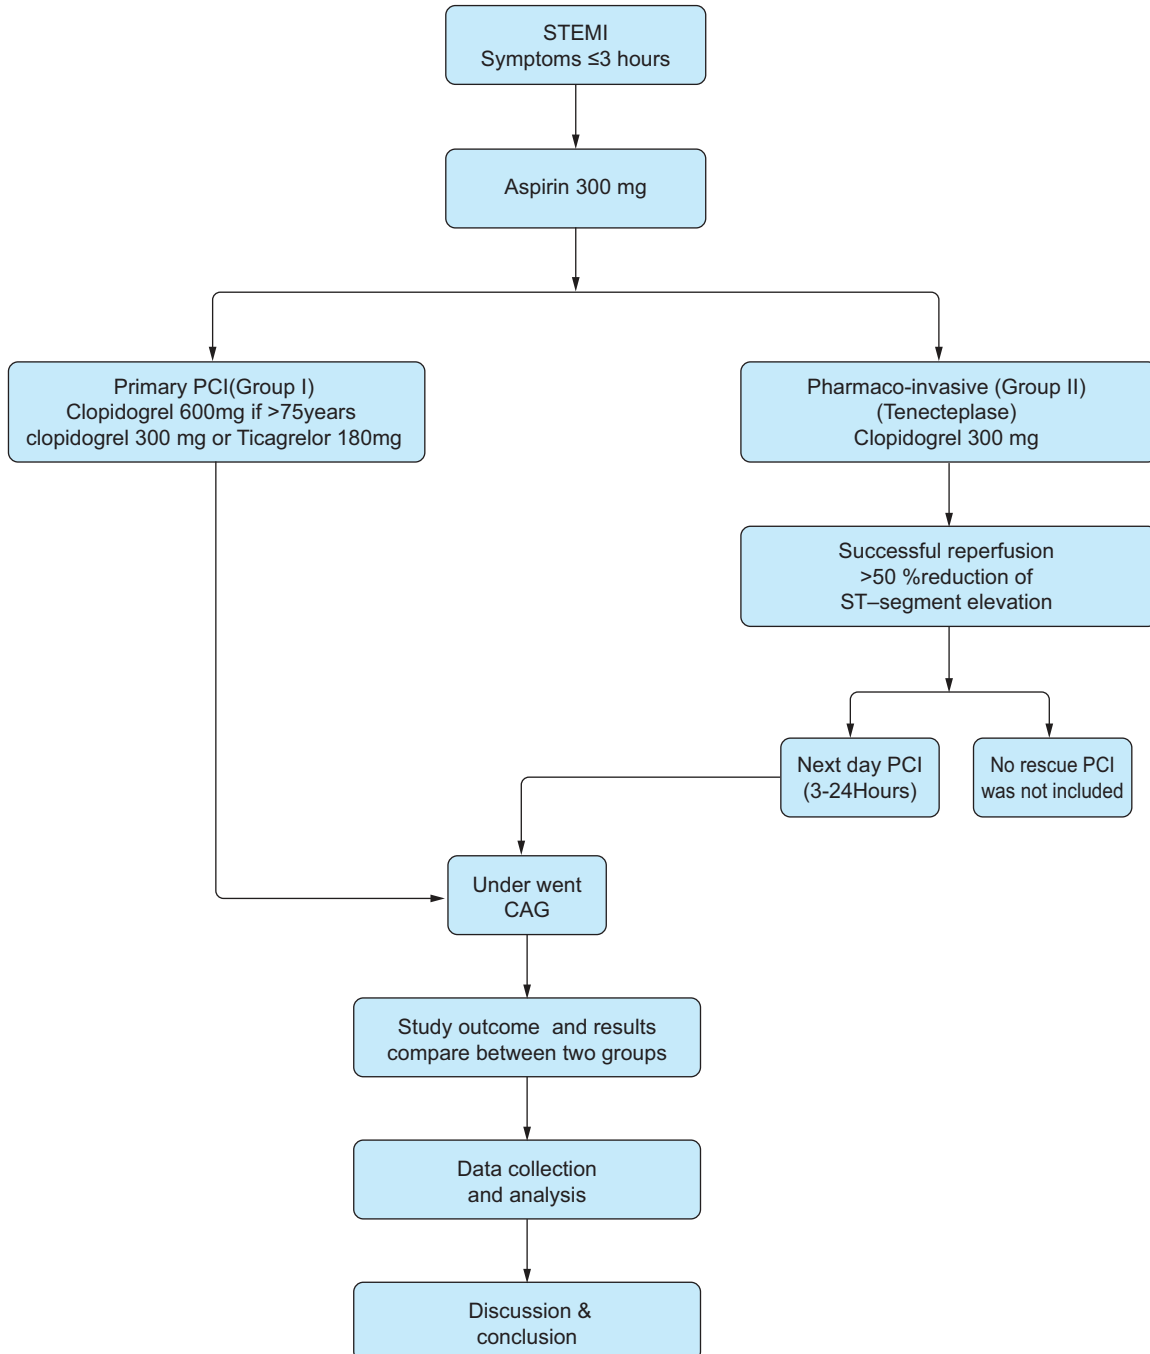 STEMI
Symptoms ≤3 hours
Aspirin 300 mg
Primary PCI(Group I)
Clopidogrel 600mg if >75years
clopidogrel 300 mg or Ticagrelor 180mg
Pharmaco-invasive (Group II)
(Tenecteplase)
Clopidogrel 300 mg
Successful reperfusion
>50 %reduction of
ST–segment elevation
Next day PCI
(3-24Hours)
No rescue PCI
was not included
Under went
CAG
Study outcome  and results
compare between two groups
Data collection
and analysis
Discussion &
conclusion